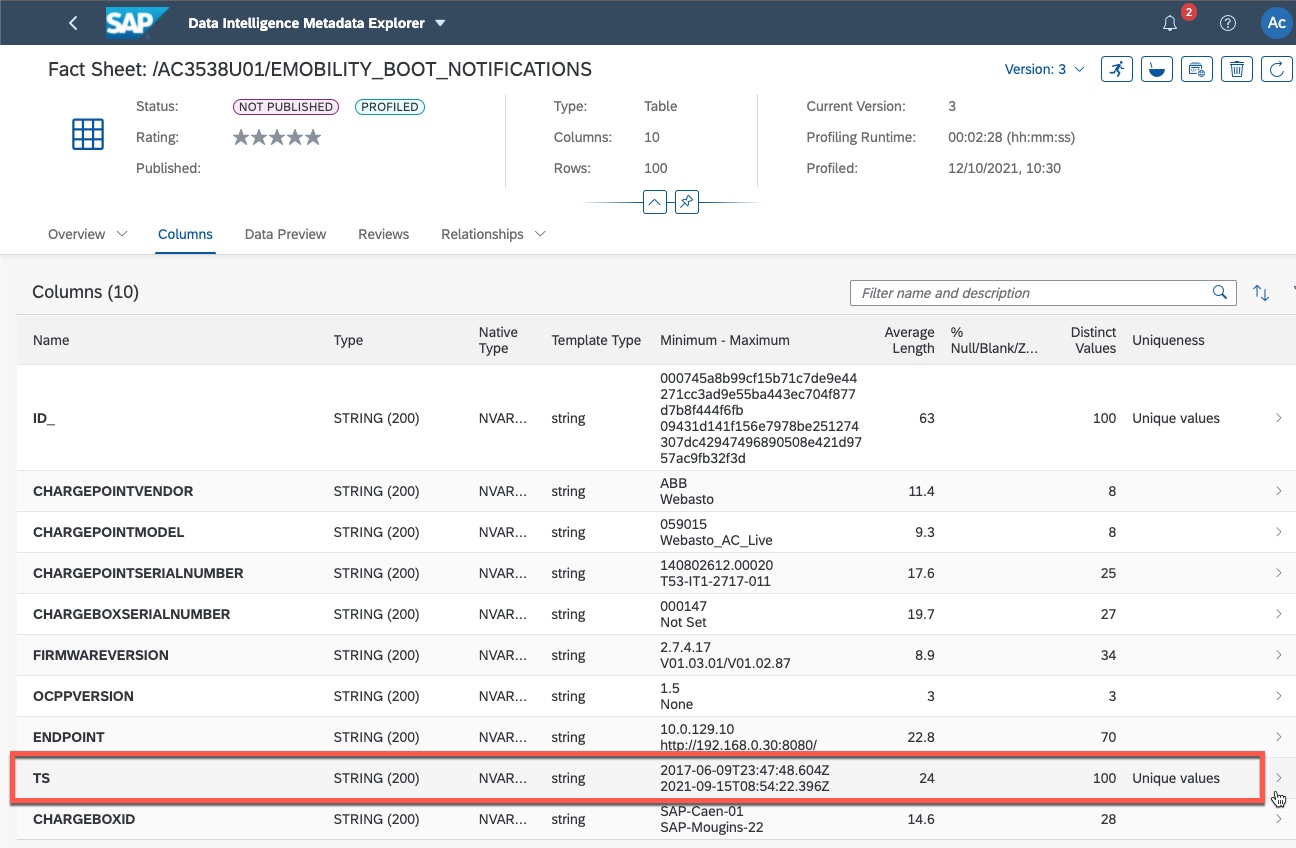 SAP Data Intelligence Metadata Explorer 2 Ac
Fact Sheet: /AC3538U01/EMOBILITY_BOOT_NOTIFICATIONS Version: 3
Status: NOT PUBLISHED PROFILED Type: Table Current Version: 3
Rating: Columns: 10 Profiling Runtime: 00:02:28 (hh:mm:ss)
Published: Rows: 100 Profiled: 12/10/2021, 10:30
Overview Columns Data Preview Reviews Relationships
Columns (10) Filter name and description
Name Type Native Type Template Type Minimum - Maximum Average Length % Null/Blank/Z... Distinct Values Uniqueness
000745a8b99cf15b71c7de9e44
271cc3ad9e55ba443ec704f877
d7b8f444f6fb
ID_ STRING (200) NVAR... string 09431d141f156e7978be251274 63 100 Unique values
307dc42947496890508e421d97
57ac9fb32f3d
CHARGEPOINTVENDOR STRING (200) NVAR... string ABB 11.4 8
Webasto
CHARGEPOINTMODEL STRING (200) NVAR... string 059015 9.3 8
Webasto_AC_Live
CHARGEPOINTSERIALNUMBER STRING (200) NVAR... string 140802612.00020 17.6 25
T53-IT1-2717-011
CHARGEBOXSERIALNUMBER STRING (200) NVAR... string 000147 19.7 27
Not Set
FIRMWAREVERSION STRING (200) NVAR... string 2.7.4.17 8.9 34
V01.03.01/V01.02.87
OCPPVERSION STRING (200) NVAR... string 1.5 3 3
None
ENDPOINT STRING (200) NVAR... string 10.0.129.10 22.8 70
http://192.168.0.30:8080/
TS STRING (200) NVAR... string 2017-06-09T23:47:48.604Z 24 100 Unique values
2021-09-15T08:54:22.396Z
CHARGEBOXID STRING (200) NVAR... string SAP-Caen-01 14.6 28
SAP-Mougins-22